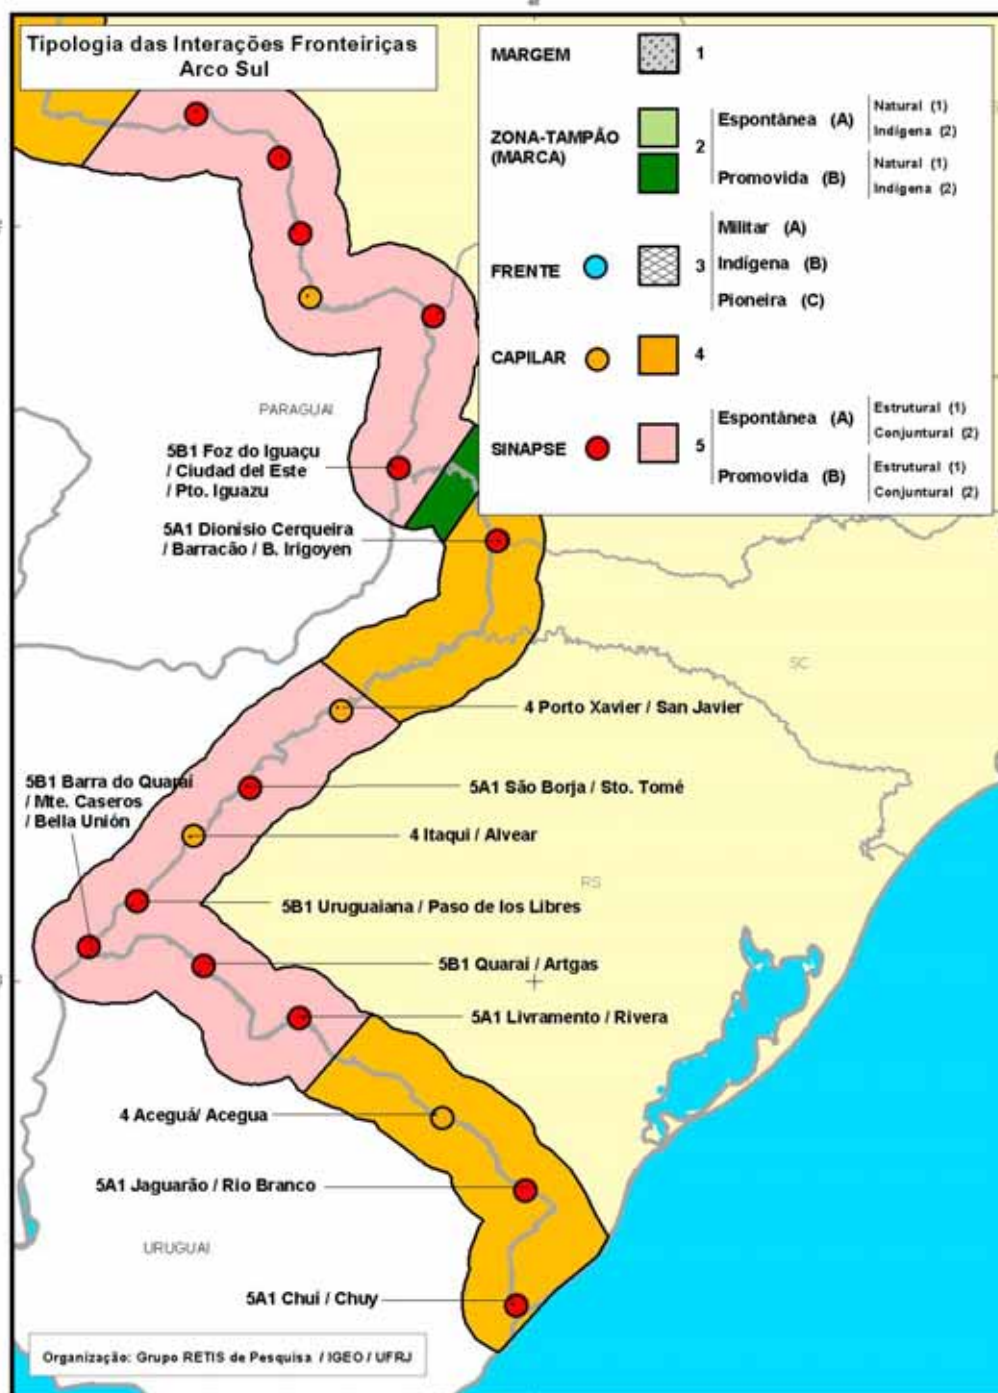 Tipologia das Interações Fronteiriças
Arco Sul
MARGEM 1
ZONA-TAMPÃO
(MARCA)
2
Espontânea (A)
Natural (1)
Indígena (2)
Promovida (B)
Natural (1)
Indígena (2)
FRENTE 3
Militar (A)
Indígena (B)
Pioneira (C)
CAPILAR 4
SINAPSE 5
Espontânea (A)
Estrutural (1)
Conjuntural (2)
Promovida (B)
Estrutural (1)
Conjuntural (2)
PARAGUAI
5B1 Foz do Iguaçu
/ Ciudad del Este
/ Pto. Iguazu
5A1 Dionísio Cerqueira
/ Barracão / B. Irigoyen
SC
4 Porto Xavier / San Javier
5B1 Barra do Quaraí
/ Mte. Caseros
/ Bella Unión
5A1 São Borja / Sto. Tomé
4 Itaqui / Alvear
RS
5B1 Uruguaiana / Paso de los Libres
5B1 Quaraí / Artgas
5A1 Livramento / Rivera
4 Aceguá/ Acegua
5A1 Jaguarão / Rio Branco
URUGUAI
5A1 Chuí / Chuy
Organização: Grupo RETIS de Pesquisa / IGEO / UFRJ